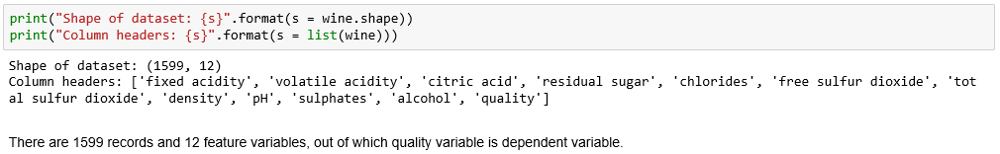 print("Shape of dataset: {s}".format(s = wine.shape))
print("Column headers: {s}".format(s = list(wine)))
Shape of dataset: (1599, 12)
Column headers: ['fixed acidity', 'volatile acidity', 'citric acid', 'residual sugar', 'chlorides', 'free sulfur dioxide', 'tot
al sulfur dioxide', 'density', 'pH', 'sulphates', 'alcohol', 'quality']
There are 1599 records and 12 feature variables, out of which quality variable is dependent variable.